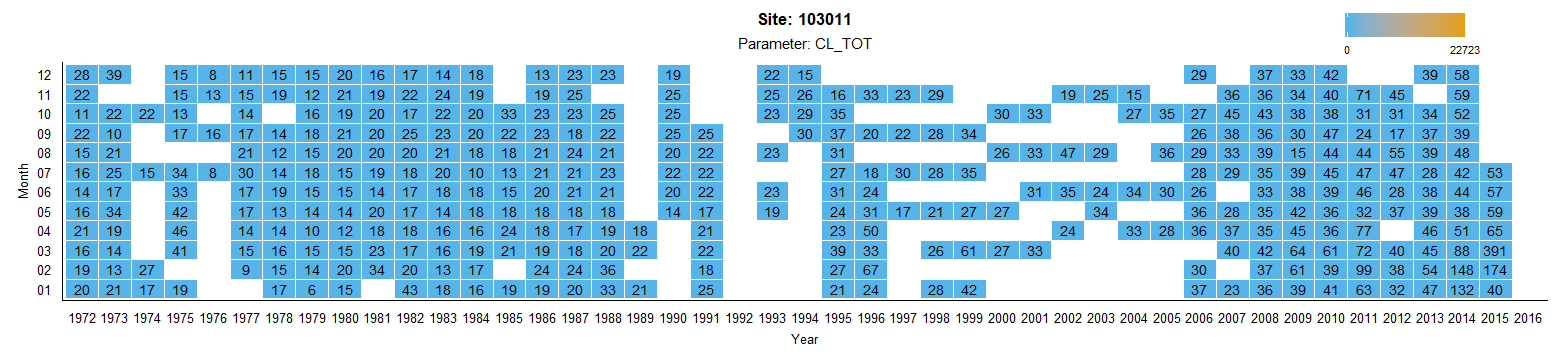 Site: 103011
Parameter: CL_TOT
0 22723
12 28 39 15 8 11 15 15 20 16 17 14 18 13 23 23 19 22 15 29 37 33 42 39 58
11 22 15 13 15 19 12 21 19 22 24 19 19 25 25 25 26 16 33 23 29 19 25 15 36 36 34 40 71 45 59
10 11 22 22 13 14 16 19 20 17 22 20 33 23 23 25 25 23 29 35 30 33 27 35 27 45 43 38 38 31 31 34 52
09 22 10 17 16 17 14 18 21 20 25 23 20 22 23 18 22 25 25 30 37 20 22 28 34 26 38 36 30 47 24 17 37 39
08 15 21 21 12 15 20 20 20 21 18 18 21 24 21 20 22 23 31 26 33 47 29 36 29 33 39 15 44 44 55 39 48
07 16 25 15 34 8 30 14 18 15 19 18 20 10 13 21 21 23 22 22 27 18 30 28 35 28 29 35 39 45 47 47 28 42 53
06 14 17 33 17 19 15 15 14 17 18 18 15 20 21 21 20 22 23 31 24 31 35 24 34 30 26 33 38 39 46 28 38 44 57
05 16 34 42 17 13 14 14 20 17 14 18 18 18 18 18 14 17 19 24 31 17 21 27 27 34 36 28 35 42 36 32 37 39 38 59
04 21 19 46 14 14 10 12 18 18 16 16 24 18 17 19 18 21 23 50 24 33 28 36 37 35 45 36 77 46 51 65
03 16 14 41 15 16 15 15 23 17 16 19 21 19 18 20 22 22 39 33 26 61 27 33 40 42 64 61 72 40 45 88 391
02 19 13 27 9 15 14 20 34 20 13 17 24 24 36 18 27 67 30 37 61 39 99 38 54 148 174
01 20 21 17 19 17 6 15 43 18 16 19 19 20 33 21 25 21 24 28 42 37 23 36 39 41 63 32 47 132 40
1972 1973 1974 1975 1976 1977 1978 1979 1980 1981 1982 1983 1984 1985 1986 1987 1988 1989 1990 1991 1992 1993 1994 1995 1996 1997 1998 1999 2000 2001 2002 2003 2004 2005 2006 2007 2008 2009 2010 2011 2012 2013 2014 2015 2016
Month
Year